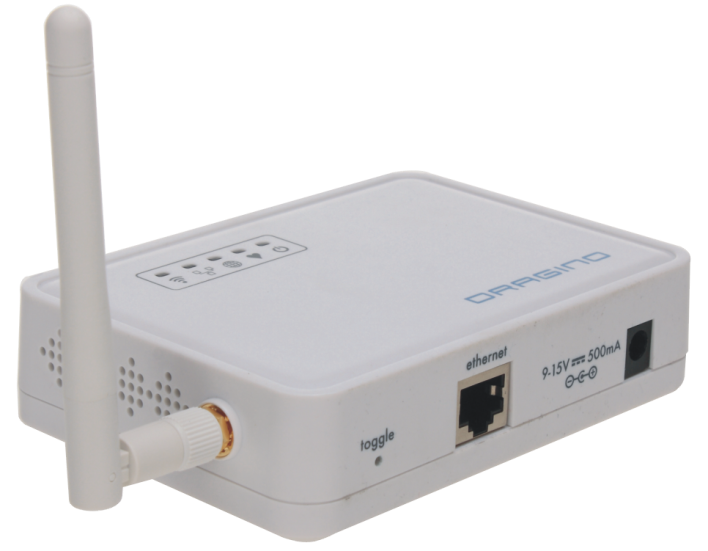 DRAGINO
ethernet
9-15V ⎓ 500mA
toggle